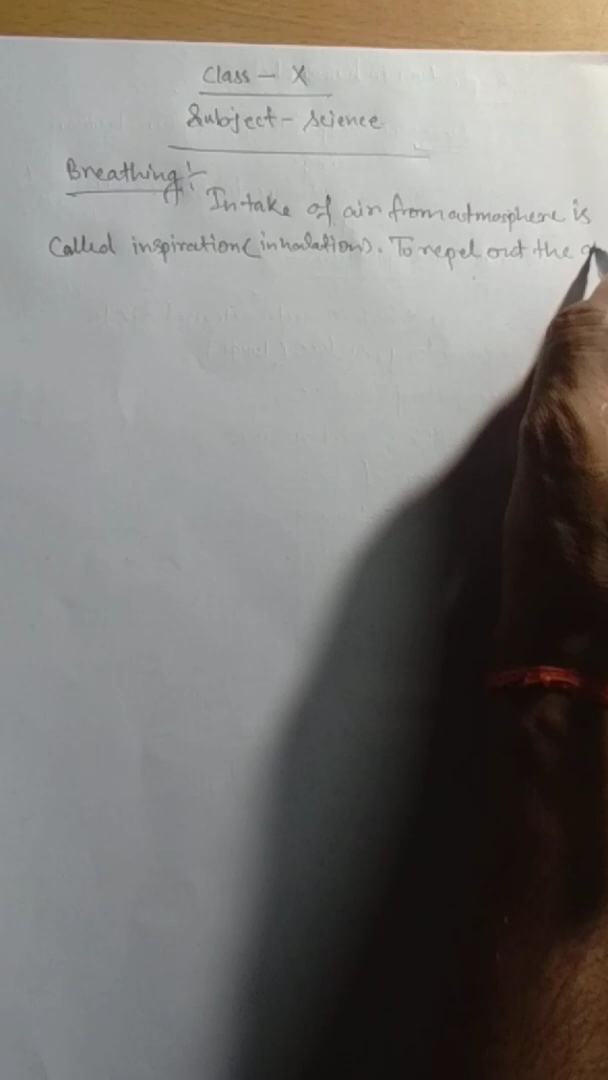 Class - X
Subject - science
Breathing :-
Intake of air from atmosphere is
Called inspiration (inhalation). To repel out the